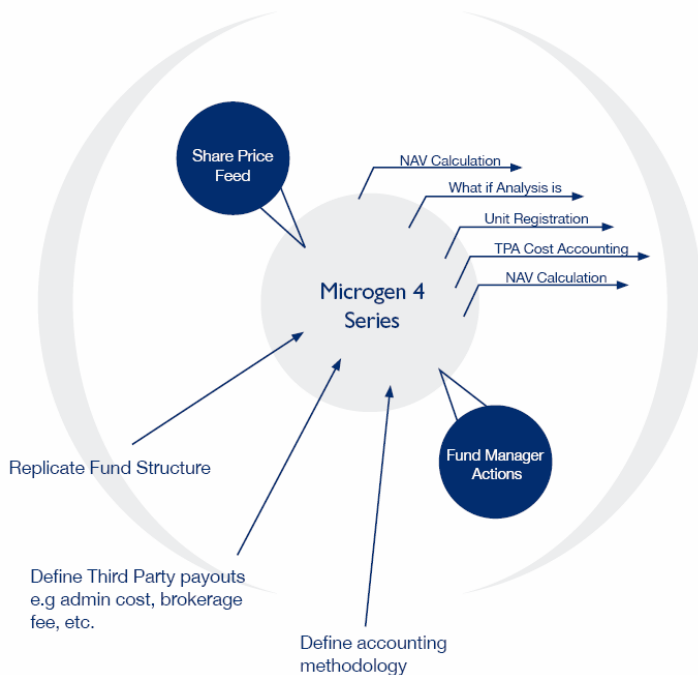 Share Price
Feed
NAV Calculation
What if Analysis is
Unit Registration
TPA Cost Accounting
NAV Calculation
Microgen 4
Series
Fund Manager
Actions
Replicate Fund Structure
Define Third Party payouts
e.g admin cost, brokerage
fee, etc.
Define accounting
methodology